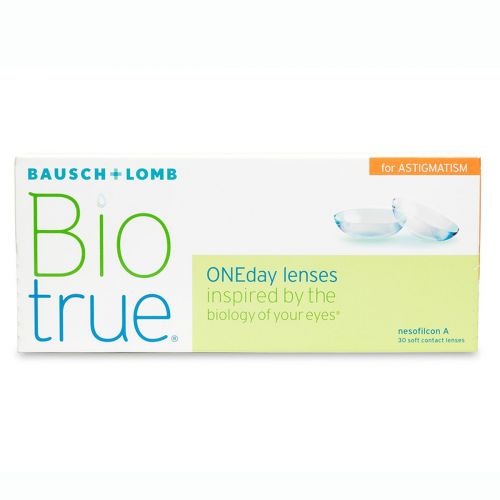 BAUSCH + LOMB
for ASTIGMATISM
Bio
true®
ONEday lenses
inspired by the
biology of your eyes®
nesofilcon A
30 soft contact lenses